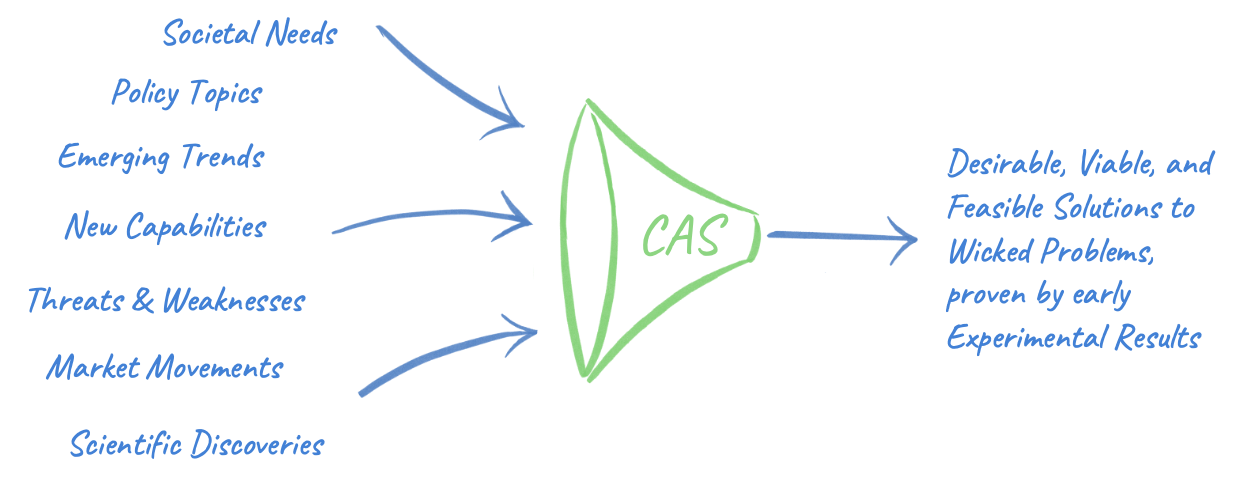 Societal Needs
Policy Topics
Emerging Trends
New Capabilities
Threats & Weaknesses
Market Movements
Scientific Discoveries
CAS
Desirable, Viable, and
Feasible Solutions to
Wicked Problems,
proven by early
Experimental Results